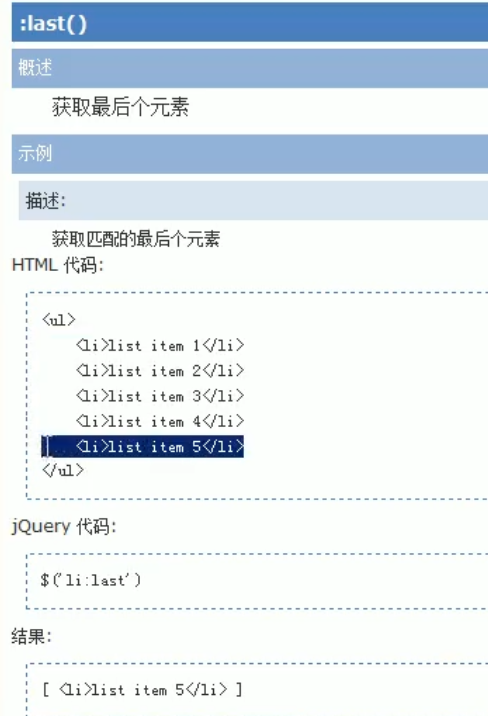 :last()
概述
获取最后个元素
示例
描述:
获取匹配的最后个元素
HTML 代码:
<ul>
<li>list item 1</li>
<li>list item 2</li>
<li>list item 3</li>
<li>list item 4</li>
<li>list item 5</li>
</ul>
jQuery 代码:
$('li:last')
结果:
[ <li>list item 5</li> ]